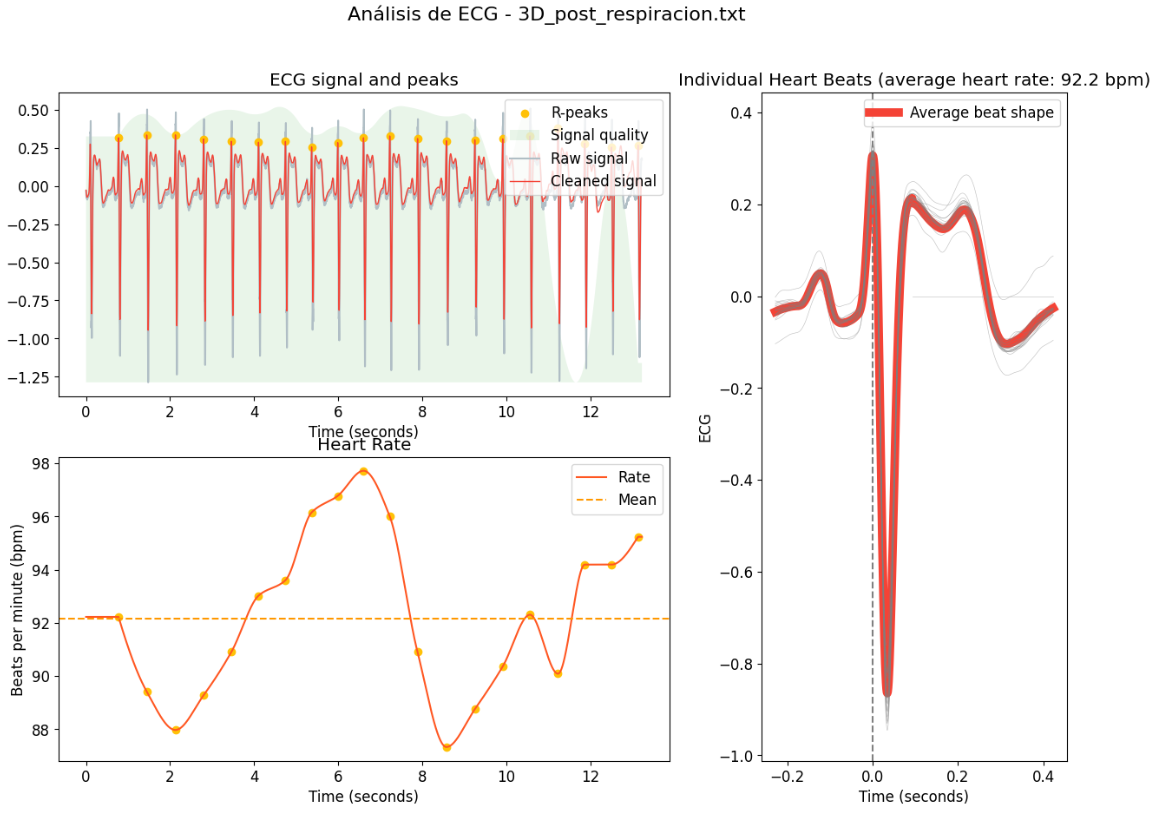 Análisis de ECG - 3D_post_respiracion.txt
ECG signal and peaks
0.50
0.25
0.00
−0.25
−0.50
−0.75
−1.00
−1.25
R-peaks
Signal quality
Raw signal
Cleaned signal
0 2 4 6 8 10 12
Time (seconds)
Heart Rate
Beats per minute (bpm)
98
96
94
92
90
88
Rate
Mean
0 2 4 6 8 10 12
Time (seconds)
Individual Heart Beats (average heart rate: 92.2 bpm)
ECG
0.4
0.2
0.0
−0.2
−0.4
−0.6
−0.8
−1.0
Average beat shape
−0.2 0.0 0.2 0.4
Time (seconds)